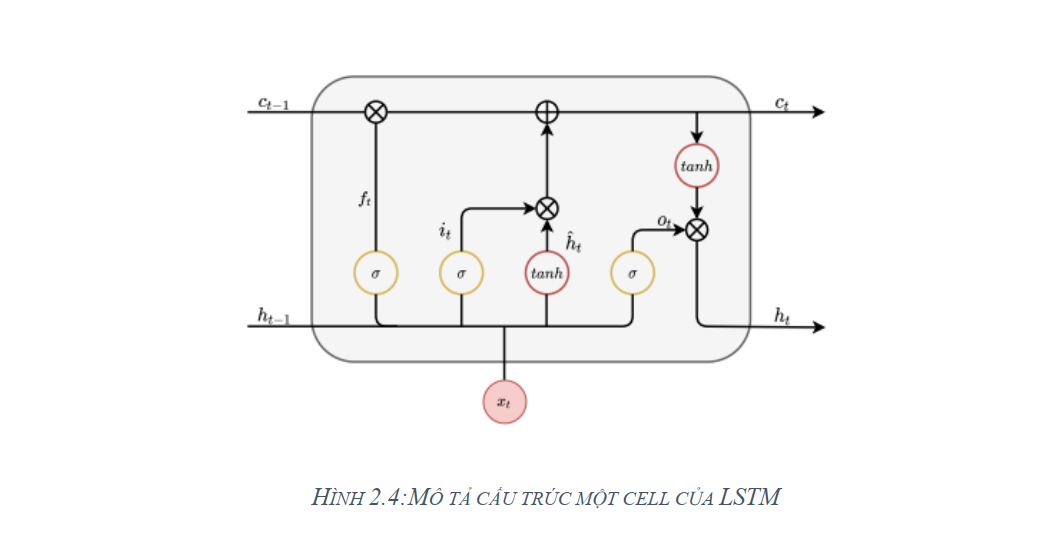 c_{t-1}
c_t
tanh
f_t
i_t
o_t
ĥ_t
σ
σ
tanh
σ
h_{t-1}
h_t
x_t
HÌNH 2.4:MÔ TẢ CẤU TRÚC MỘT CELL CỦA LSTM